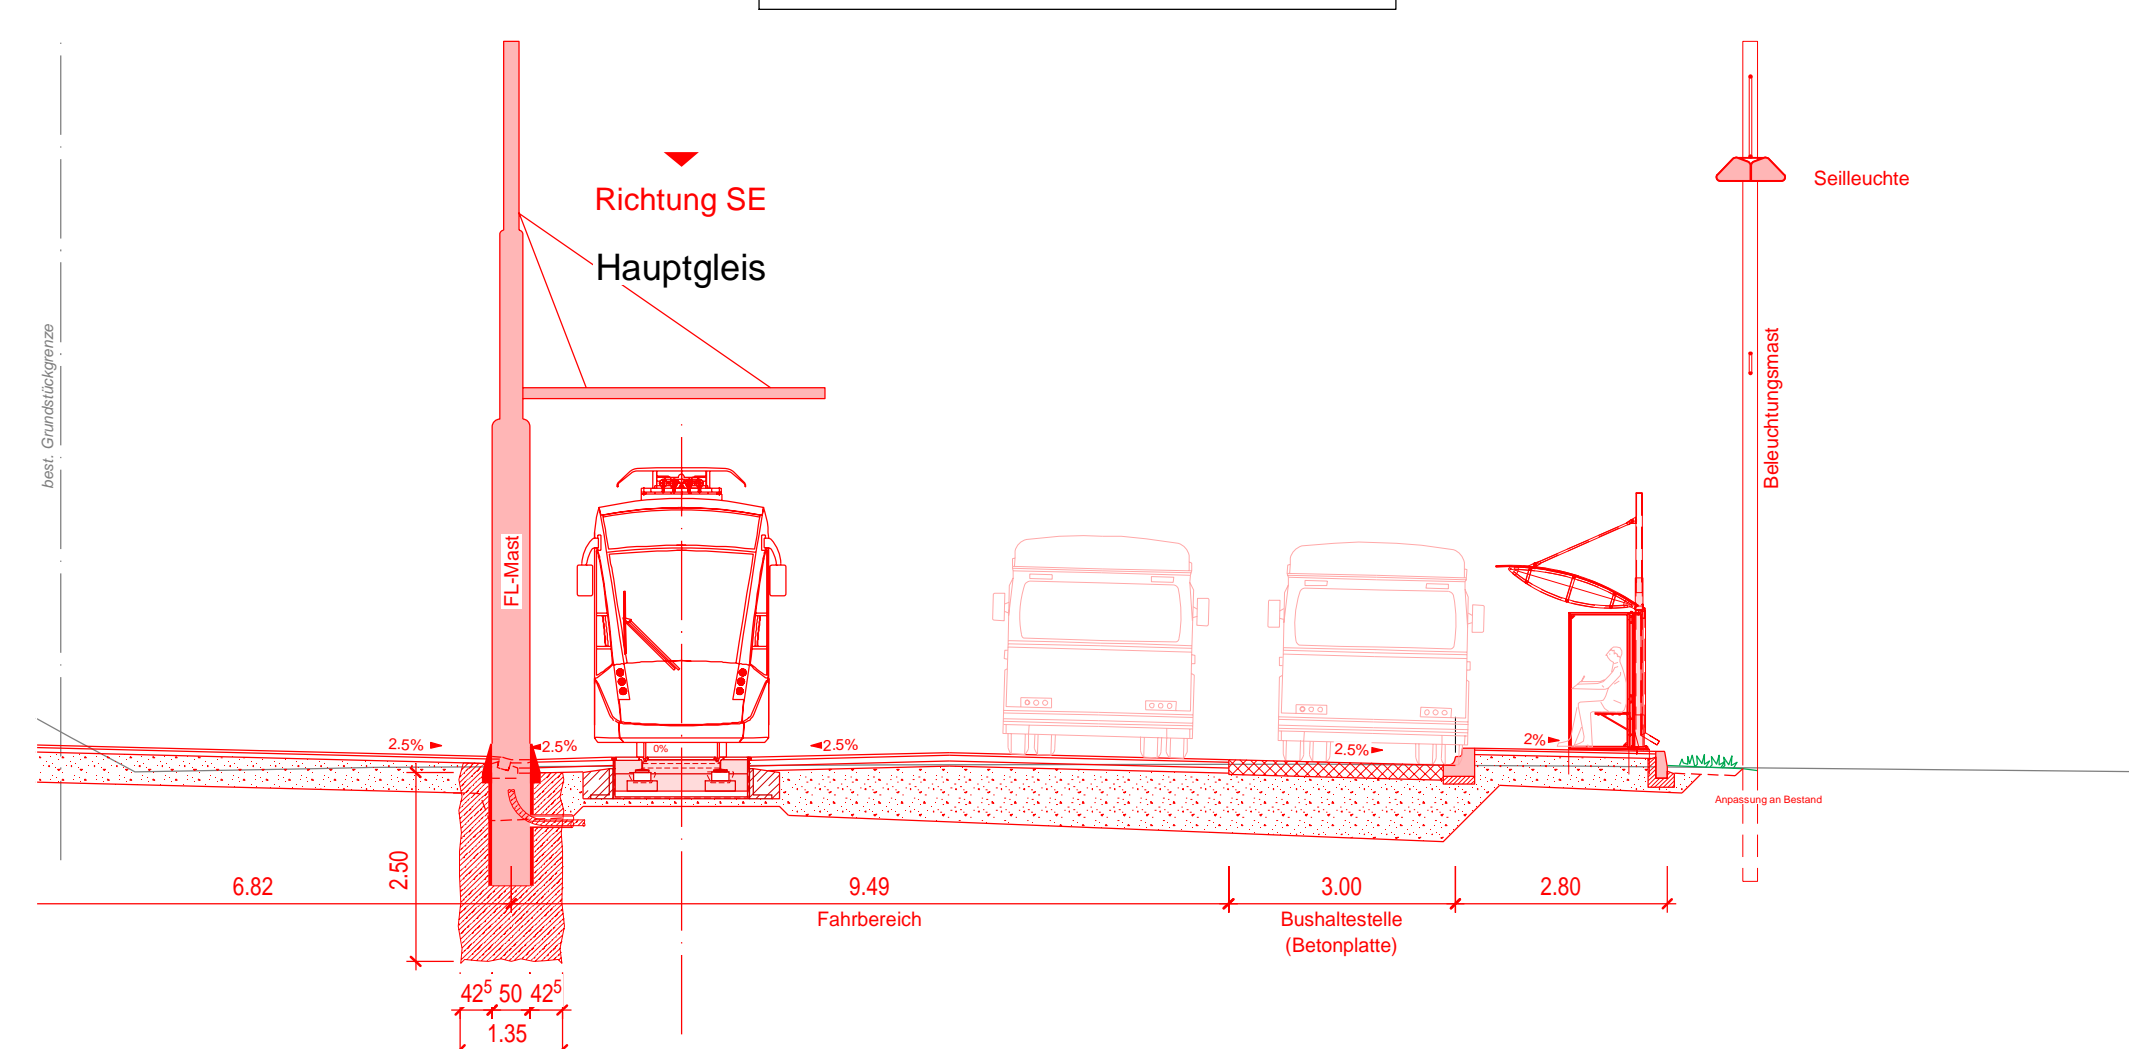 Richtung SE
Hauptgleis
Seilleuchte
best. Grundstückgrenze
FL-Mast
Beleuchtungsmast
2.5%
2.5%
0%
2.5%
2.5%
2%
Anpassung an Bestand
2.50
6.82
9.49
3.00
2.80
Fahrbereich
Bushaltestelle
(Betonplatte)
42⁵ 50 42⁵
1.35